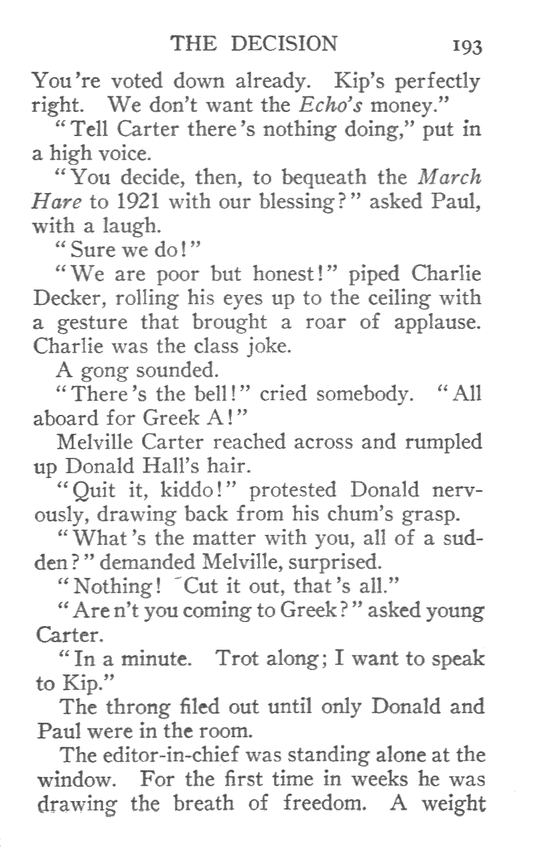 THE DECISION 193
You're voted down already. Kip's perfectly
right. We don't want the Echo's money."
"Tell Carter there's nothing doing," put in
a high voice.
"You decide, then, to bequeath the March
Hare to 1921 with our blessing?" asked Paul,
with a laugh.
"Sure we do!"
"We are poor but honest!" piped Charlie
Decker, rolling his eyes up to the ceiling with
a gesture that brought a roar of applause.
Charlie was the class joke.
A gong sounded.
"There's the bell!" cried somebody. "All
aboard for Greek A!"
Melville Carter reached across and rumpled
up Donald Hall's hair.
"Quit it, kiddo!" protested Donald nerv-
ously, drawing back from his chum's grasp.
"What's the matter with you, all of a sud-
den?" demanded Melville, surprised.
"Nothing! Cut it out, that's all."
"Aren't you coming to Greek?" asked young
Carter.
"In a minute. Trot along; I want to speak
to Kip."
The throng filed out until only Donald and
Paul were in the room.
The editor-in-chief was standing alone at the
window. For the first time in weeks he was
drawing the breath of freedom. A weight